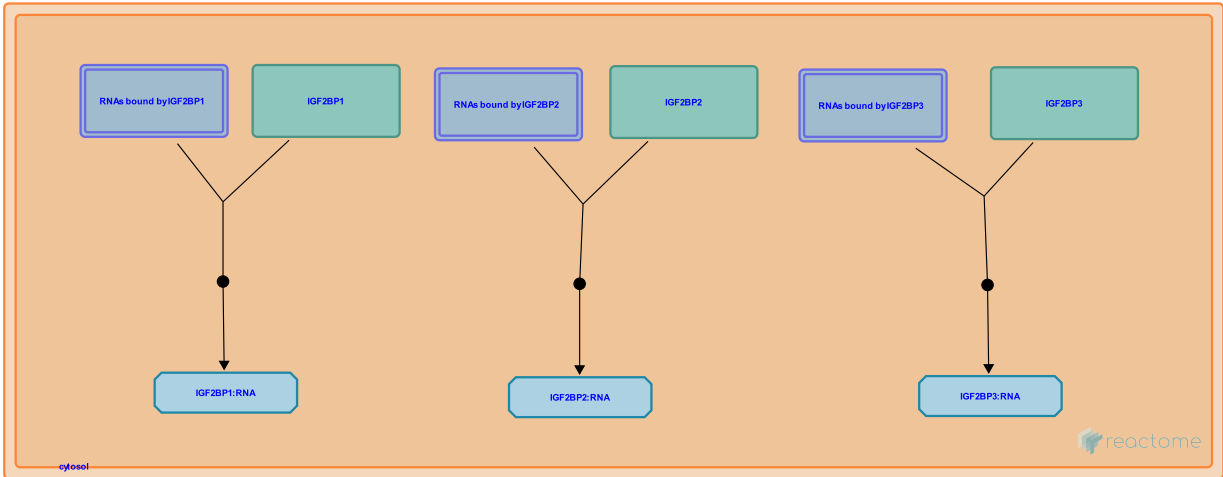 RNAs bound byIGF2BP1
IGF2BP1
RNAs bound byIGF2BP2
IGF2BP2
RNAs bound byIGF2BP3
IGF2BP3
IGF2BP1:RNA
IGF2BP2:RNA
IGF2BP3:RNA
reactome
cytosol